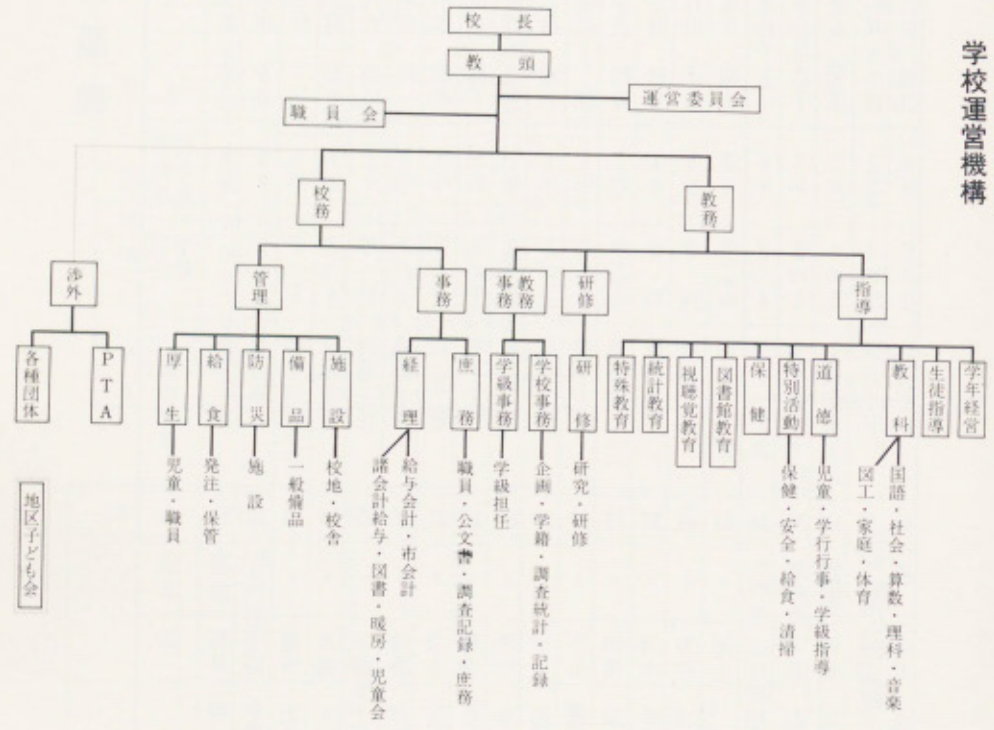 学校運営機構
校長
教頭
運営委員会
職員会
教務
校務
指導
研修
教務事務
事務
管理
渉外
学年経営
生徒指導
教科
道徳
特別活動
保健
図書館教育
視聴覚教育
統計教育
特殊教育
研修
学校事務
学級事務
庶務
経理
施設
備品
防災
給食
厚生
PTA
各種団体
国語・社会・算数・理科・音楽
図工・家庭・体育
児童・学行行事・学級指導
保健・安全・給食・清掃
研究・研修
企画・学籍・調査統計・記録
学級担任
職員・公文書・調査記録・庶務
給与会計・市会計
諸会計給与・図書・暖房・児童会
校地・校舎
一般備品
施設
発注・保管
児童・職員
地区子ども会